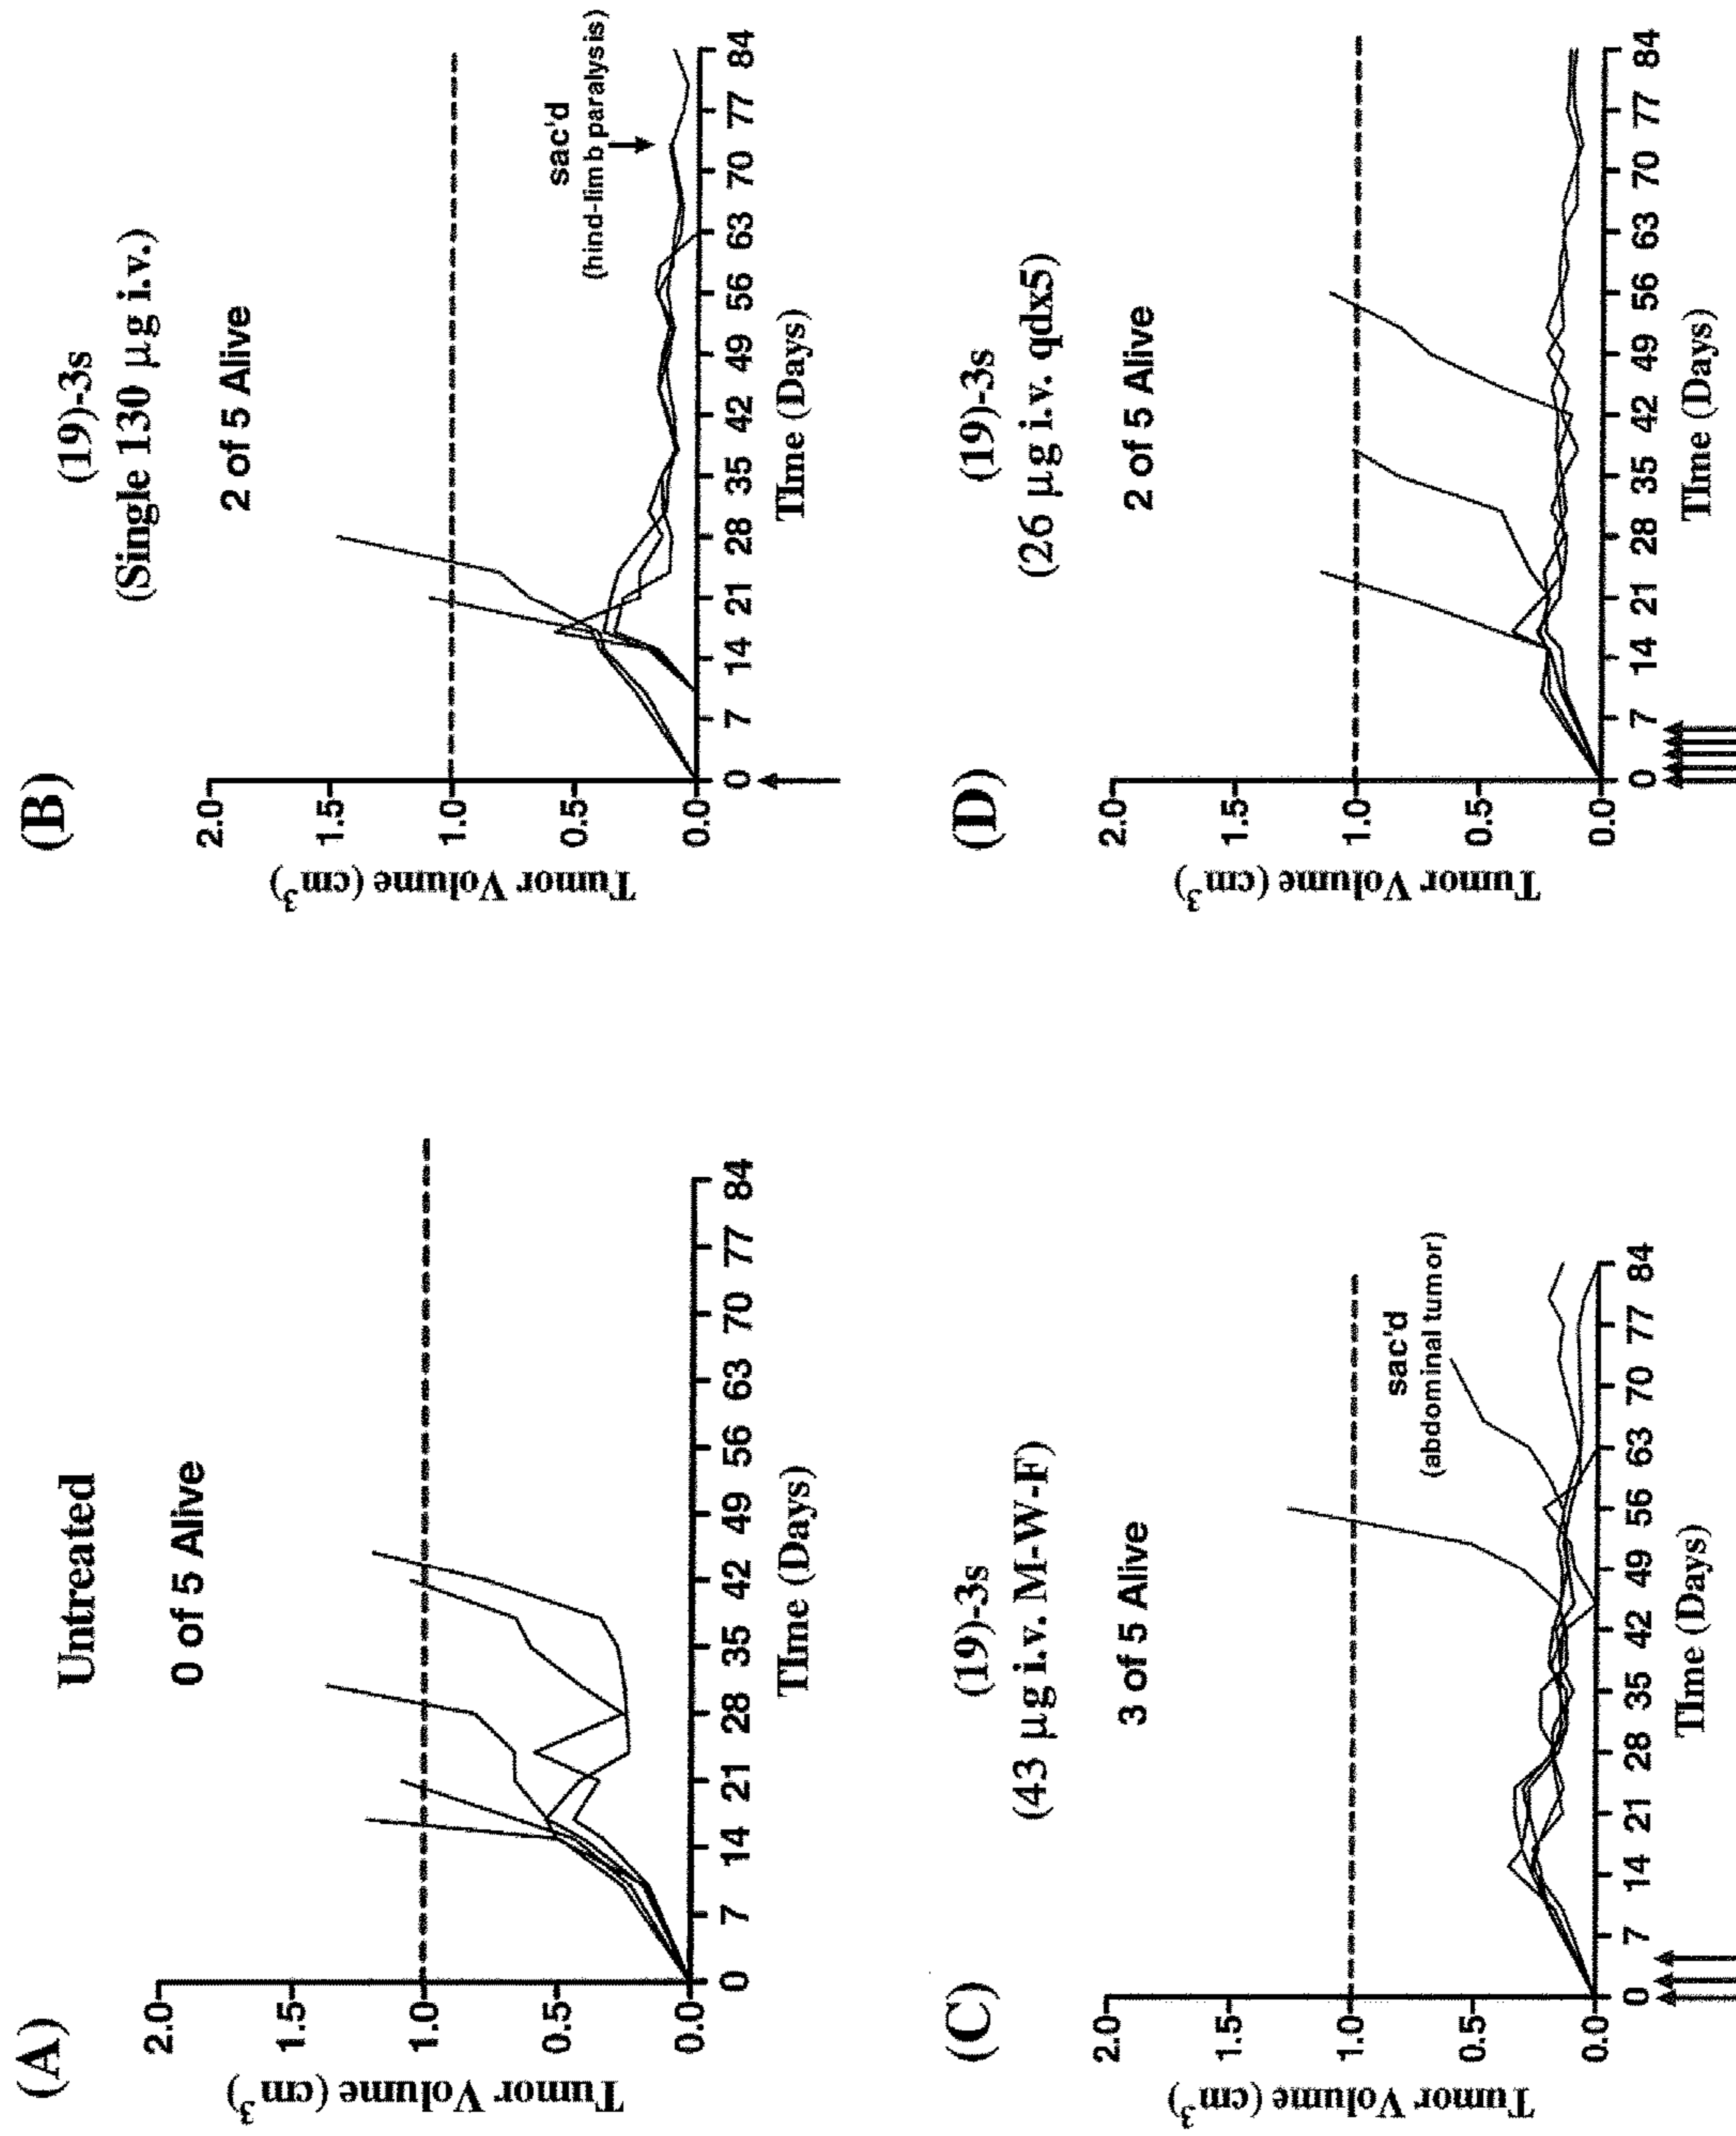 (A)
Untreated
0 of 5 Alive
Tumor Volume (cm³)
2.0
1.5
1.0
0.5
0.0
0 7 14 21 28 35 42 49 56 63 70 77 84
TIme (Days)
(B)
(19)-3s
(Single 130 µg i.v.)
2 of 5 Alive
sac'd
(hind-limb paralysis)
Tumor Volume (cm³)
2.0
1.5
1.0
0.5
0.0
0 7 14 21 28 35 42 49 56 63 70 77 84
TIme (Days)
(C)
(19)-3s
(43 µg i.v. M-W-F)
3 of 5 Alive
sac'd
(abdominal tumor)
Tumor Volume (cm³)
2.0
1.5
1.0
0.5
0.0
0 7 14 21 28 35 42 49 56 63 70 77 84
TIme (Days)
(D)
(19)-3s
(26 µg i.v. qdx5)
2 of 5 Alive
Tumor Volume (cm³)
2.0
1.5
1.0
0.5
0.0
0 7 14 21 28 35 42 49 56 63 70 77 84
TIme (Days)